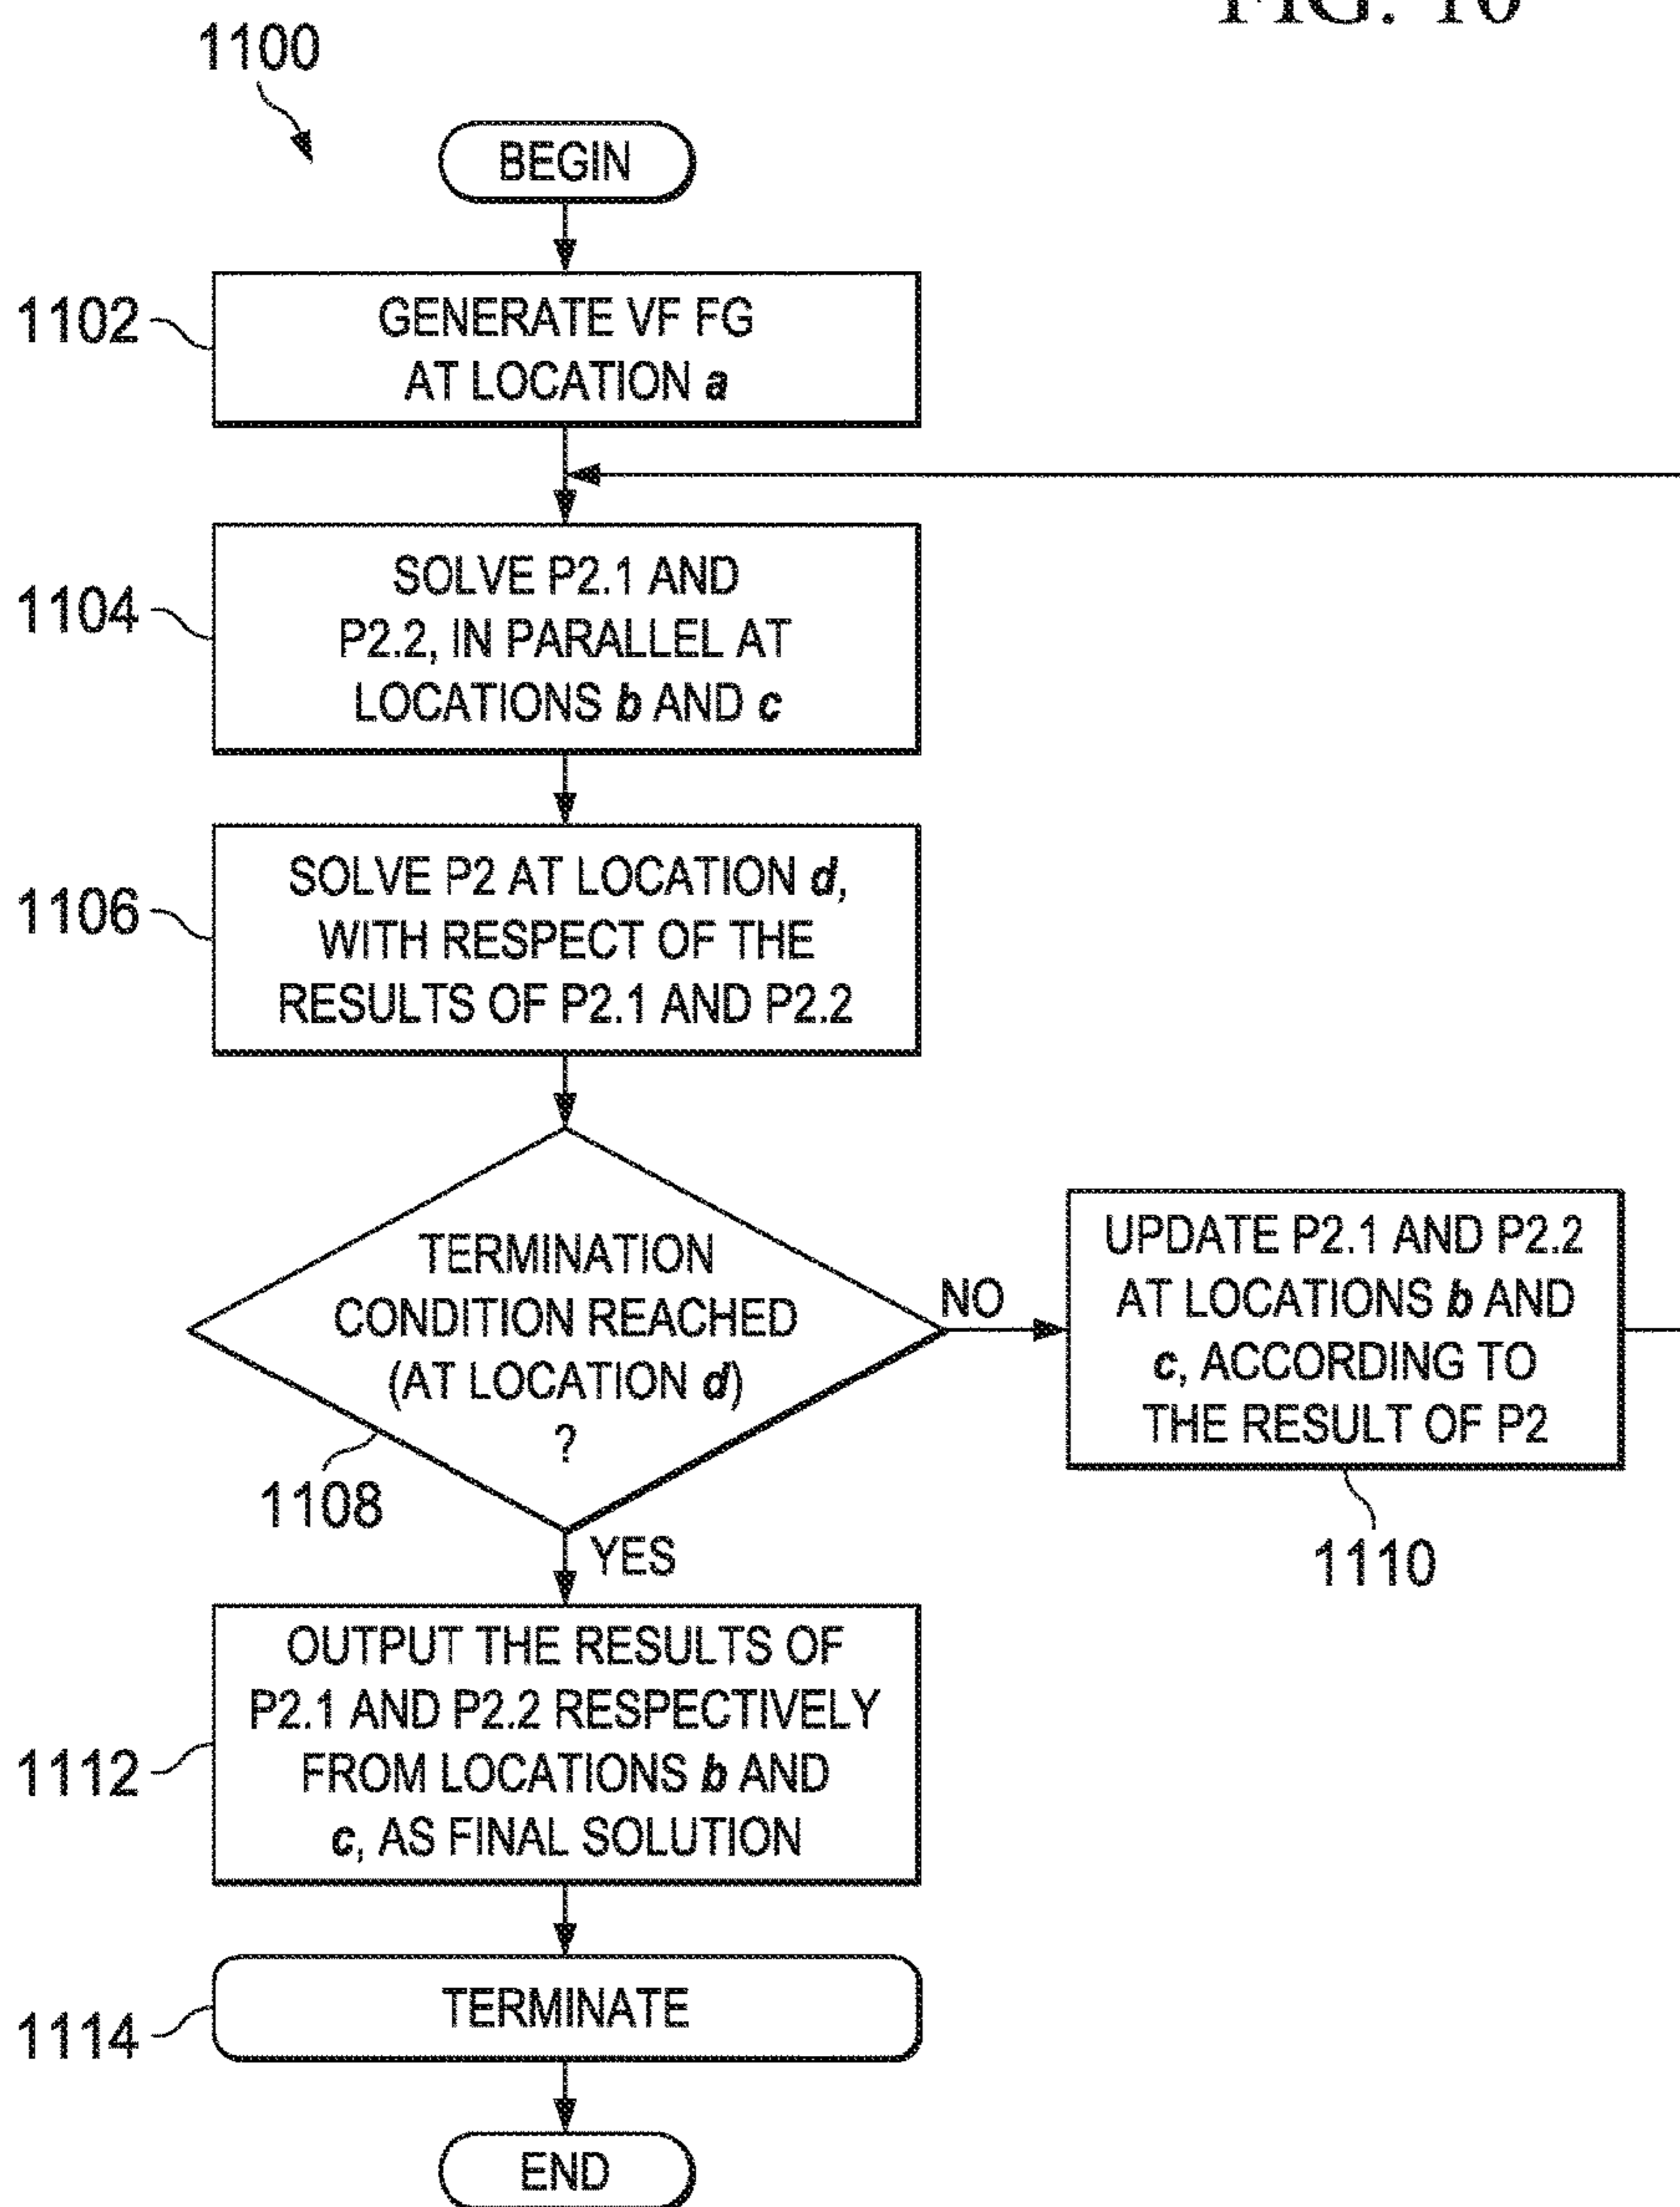 FIG. 10
1100
BEGIN
1102
GENERATE VF FG
AT LOCATION a
1104
SOLVE P2.1 AND
P2.2, IN PARALLEL AT
LOCATIONS b AND c
1106
SOLVE P2 AT LOCATION d,
WITH RESPECT OF THE
RESULTS OF P2.1 AND P2.2
TERMINATION
CONDITION REACHED
(AT LOCATION d)
?
1108
NO
UPDATE P2.1 AND P2.2
AT LOCATIONS b AND
c, ACCORDING TO
THE RESULT OF P2
1110
YES
1112
OUTPUT THE RESULTS OF
P2.1 AND P2.2 RESPECTIVELY
FROM LOCATIONS b AND
c, AS FINAL SOLUTION
1114
TERMINATE
END